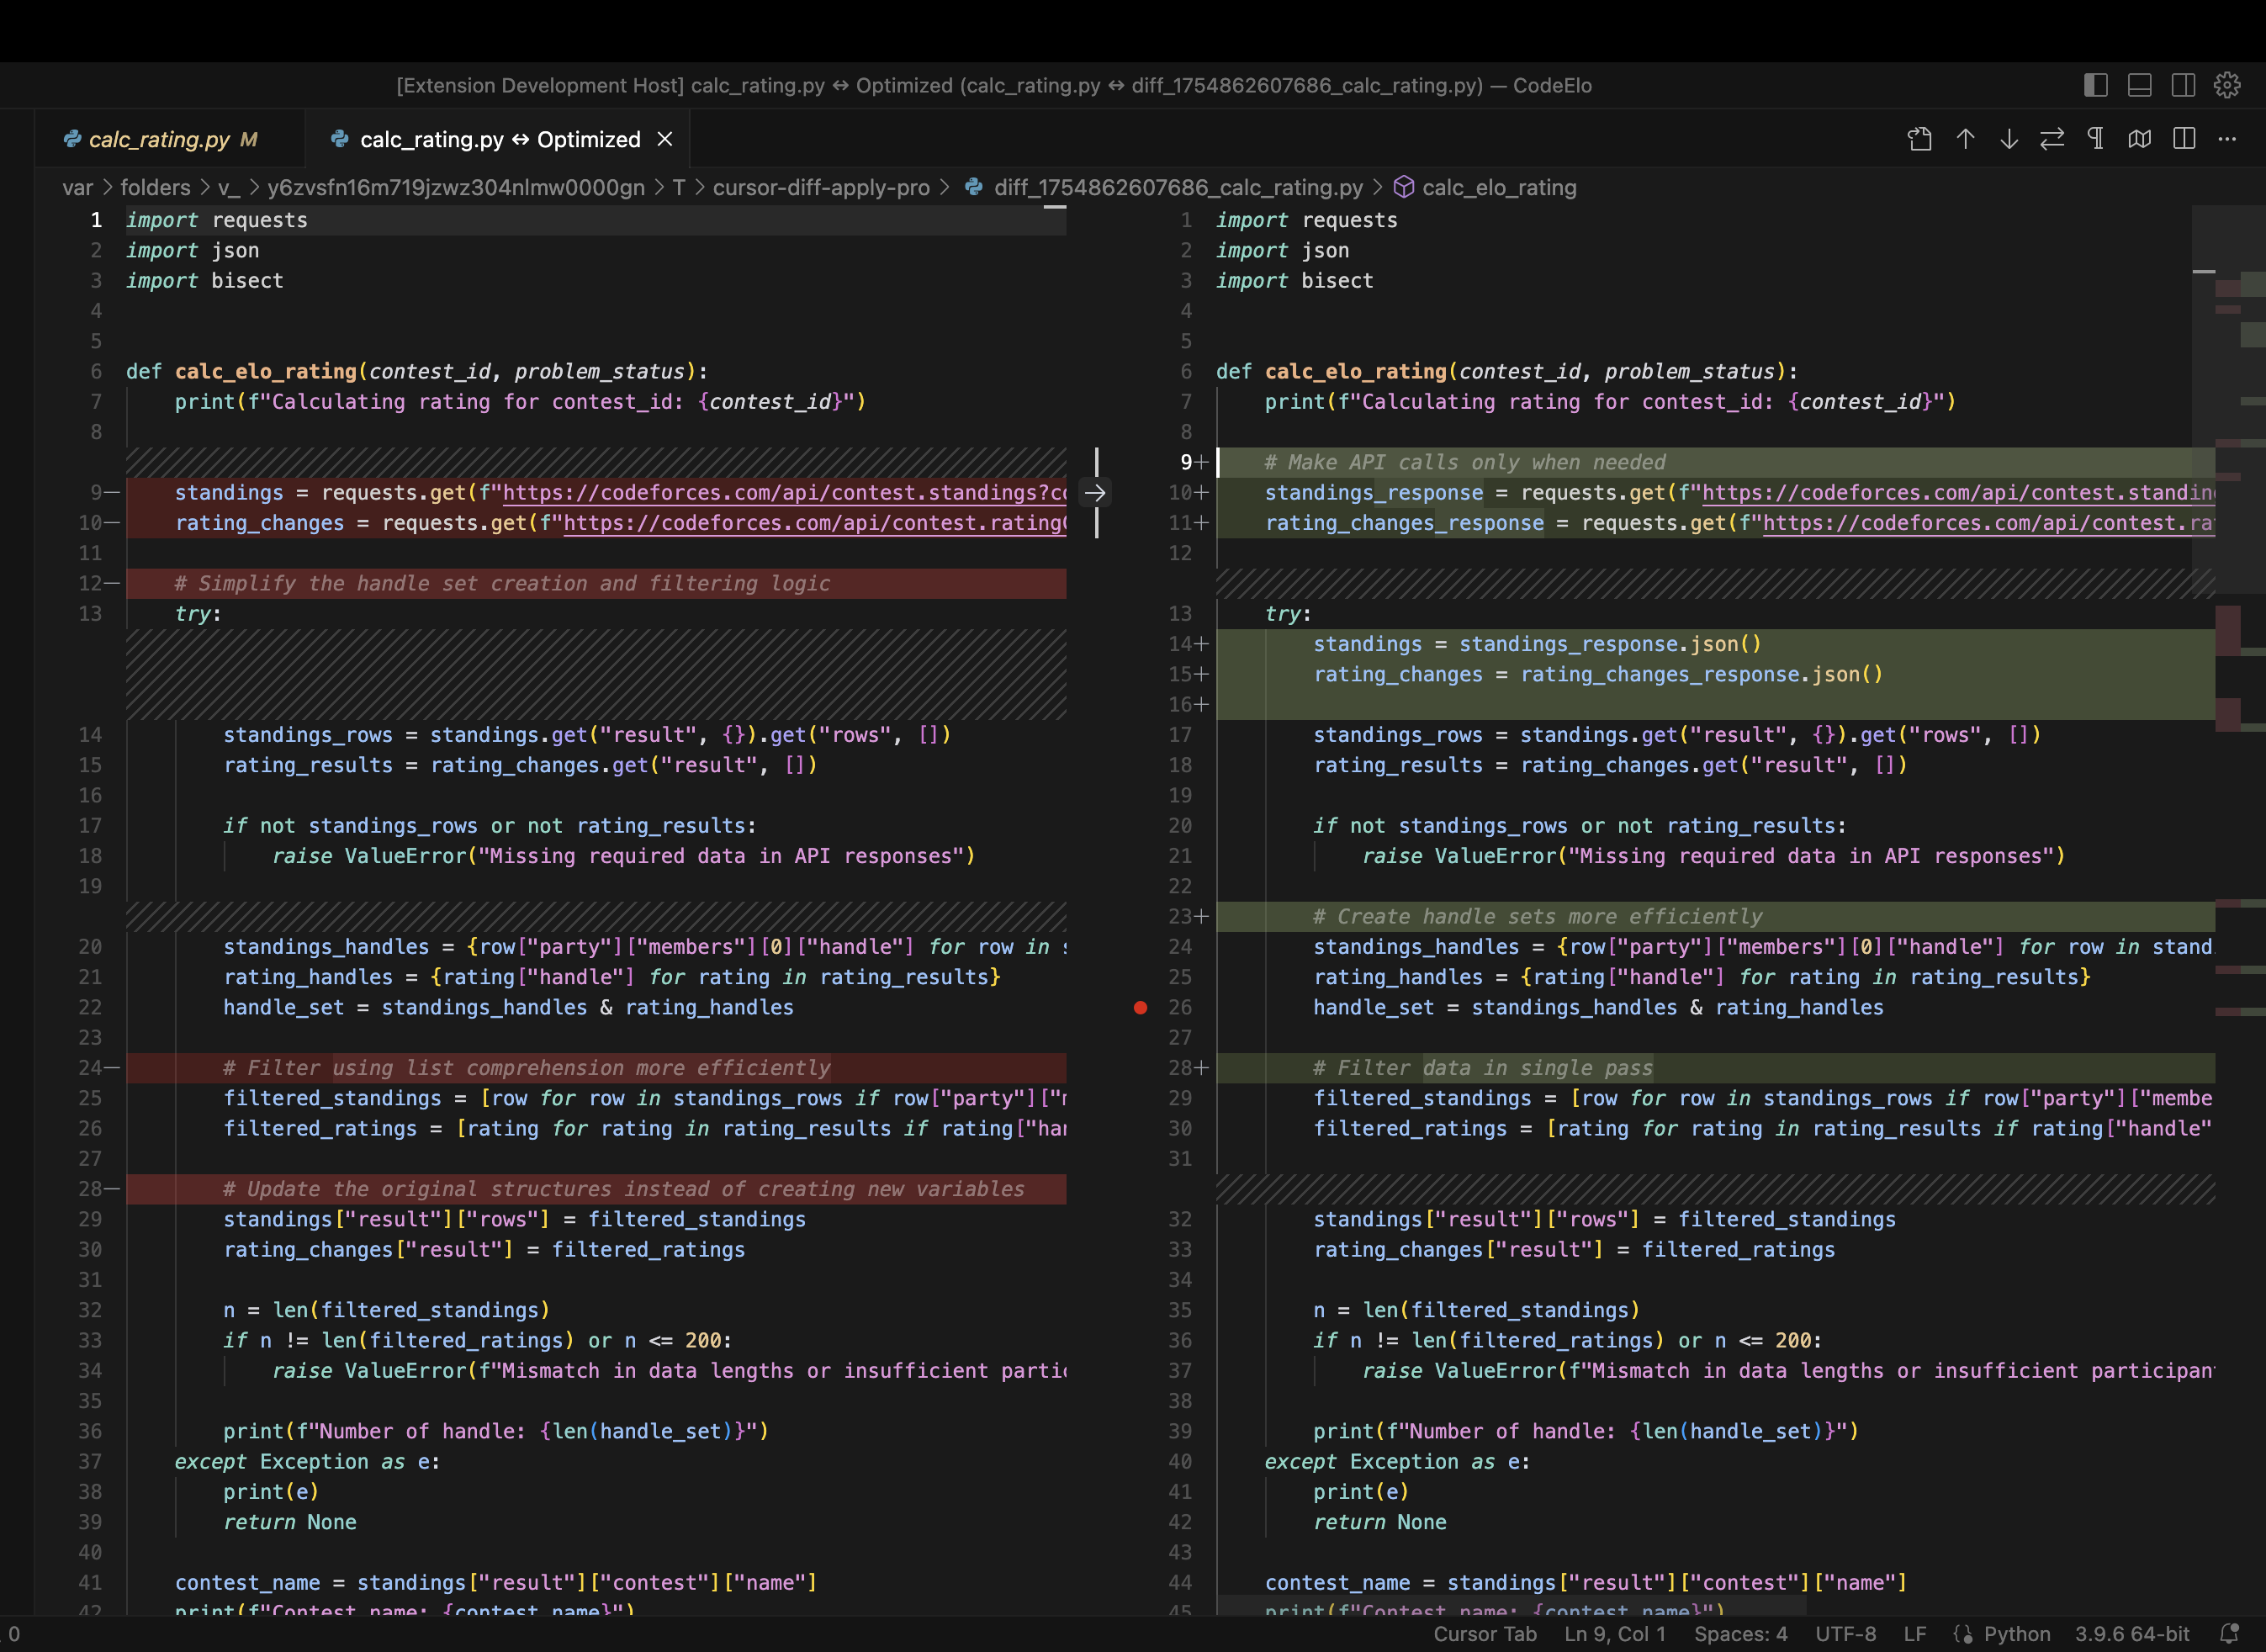 [Extension Development Host] calc_rating.py ↔ Optimized (calc_rating.py ↔ diff_1754862607686_calc_rating.py) — CodeElo
calc_rating.py M
calc_rating.py ↔ Optimized
var > folders > v_ > y6zvsfn16m719jzwz304nlmw0000gn > T > cursor-diff-apply-pro > diff_1754862607686_calc_rating.py > calc_elo_rating
1 import requests
2 import json
3 import bisect
4
5
6 def calc_elo_rating(contest_id, problem_status):
7 print(f"Calculating rating for contest_id: {contest_id}")
8
9— standings = requests.get(f"https://codeforces.com/api/contest.standings?c
10— rating_changes = requests.get(f"https://codeforces.com/api/contest.rating
11
12— # Simplify the handle set creation and filtering logic
13 try:
14 standings_rows = standings.get("result", {}).get("rows", [])
15 rating_results = rating_changes.get("result", [])
16
17 if not standings_rows or not rating_results:
18 raise ValueError("Missing required data in API responses")
19
20 standings_handles = {row["party"]["members"][0]["handle"] for row in
21 rating_handles = {rating["handle"] for rating in rating_results}
22 handle_set = standings_handles & rating_handles
23
24— # Filter using list comprehension more efficiently
25 filtered_standings = [row for row in standings_rows if row["party"]["
26 filtered_ratings = [rating for rating in rating_results if rating["ha
27
28— # Update the original structures instead of creating new variables
29 standings["result"]["rows"] = filtered_standings
30 rating_changes["result"] = filtered_ratings
31
32 n = len(filtered_standings)
33 if n != len(filtered_ratings) or n <= 200:
34 raise ValueError(f"Mismatch in data lengths or insufficient partic
35
36 print(f"Number of handle: {len(handle_set)}")
37 except Exception as e:
38 print(e)
39 return None
40
41 contest_name = standings["result"]["contest"]["name"]
42 print(f"Contest name: {contest_name}")
1 import requests
2 import json
3 import bisect
4
5
6 def calc_elo_rating(contest_id, problem_status):
7 print(f"Calculating rating for contest_id: {contest_id}")
8
9+ # Make API calls only when needed
10+ standings_response = requests.get(f"https://codeforces.com/api/contest.standin
11+ rating_changes_response = requests.get(f"https://codeforces.com/api/contest.ra
12
13 try:
14+ standings = standings_response.json()
15+ rating_changes = rating_changes_response.json()
16+
17 standings_rows = standings.get("result", {}).get("rows", [])
18 rating_results = rating_changes.get("result", [])
19
20 if not standings_rows or not rating_results:
21 raise ValueError("Missing required data in API responses")
22
23+ # Create handle sets more efficiently
24 standings_handles = {row["party"]["members"][0]["handle"] for row in stand
25 rating_handles = {rating["handle"] for rating in rating_results}
26 handle_set = standings_handles & rating_handles
27
28+ # Filter data in single pass
29 filtered_standings = [row for row in standings_rows if row["party"]["membe
30 filtered_ratings = [rating for rating in rating_results if rating["handle"
31
32 standings["result"]["rows"] = filtered_standings
33 rating_changes["result"] = filtered_ratings
34
35 n = len(filtered_standings)
36 if n != len(filtered_ratings) or n <= 200:
37 raise ValueError(f"Mismatch in data lengths or insufficient participan
38
39 print(f"Number of handle: {len(handle_set)}")
40 except Exception as e:
41 print(e)
42 return None
43
44 contest_name = standings["result"]["contest"]["name"]
45 print(f"Contest name: {contest_name}")
0 Cursor Tab Ln 9, Col 1 Spaces: 4 UTF-8 LF Python 3.9.6 64-bit